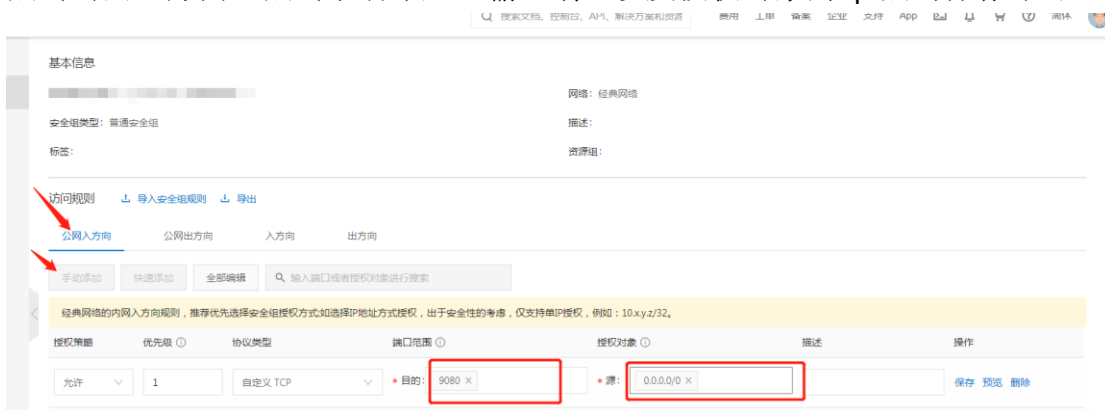 搜索文档、控制台、API、解决方案和资源 费用 工单 备案 企业 支持 App 简体
基本信息
网络：经典网络
安全组类型：普通安全组 描述：
标签： 资源组：
访问规则 导入安全组规则 导出
公网入方向 公网出方向 入方向 出方向
手动添加 快速添加 全部编辑 输入端口或者授权对象进行搜索
经典网络的内网入方向规则，推荐优先选择安全组授权方式;如选择IP地址方式授权，出于安全性的考虑，仅支持单IP授权，例如：10.x.y.z/32。
授权策略 优先级 协议类型 端口范围 授权对象 描述 操作
允许 1 自定义 TCP * 目的： 9080 × * 源： 0.0.0.0/0 × 保存 预览 删除